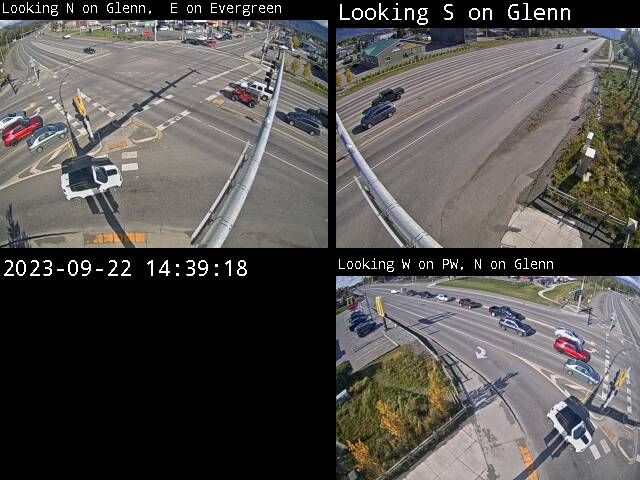 Looking N on Glenn,  E on Evergreen
Looking S on Glenn
2023-09-22 14:39:18
Looking W on PW, N on Glenn